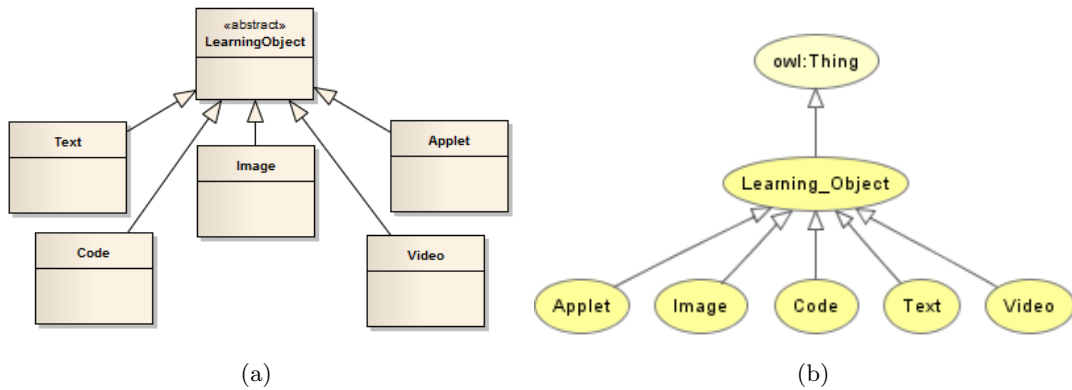 «abstract»
LearningObject
Text
Image
Applet
Code
Video
(a)
owl:Thing
Learning_Object
Applet Image Code Text Video
(b)